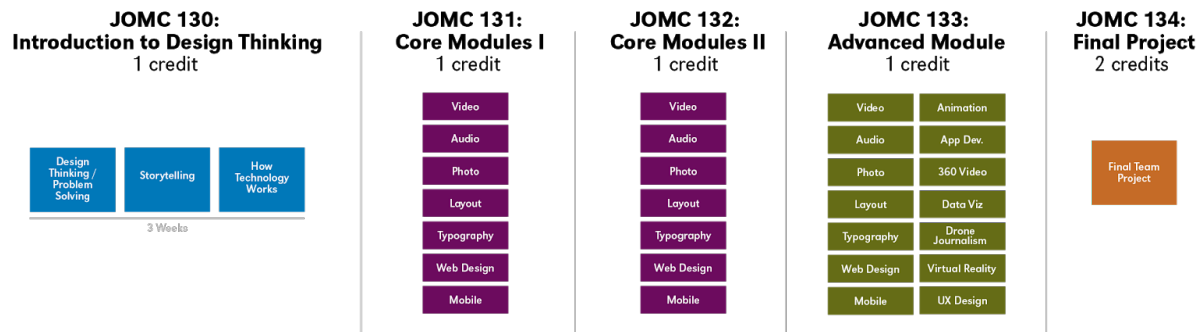 JOMC 130:
Introduction to Design Thinking
1 credit
Design
Thinking /
Problem
Solving
Storytelling
How
Technology
Works
3 Weeks
JOMC 131:
Core Modules I
1 credit
Video
Audio
Photo
Layout
Typography
Web Design
Mobile
JOMC 132:
Core Modules II
1 credit
Video
Audio
Photo
Layout
Typography
Web Design
Mobile
JOMC 133:
Advanced Module
1 credit
Video
Audio
Photo
Layout
Typography
Web Design
Mobile
Animation
App Dev.
360 Video
Data Viz
Drone
Journalism
Virtual Reality
UX Design
JOMC 134:
Final Project
2 credits
Final Team
Project